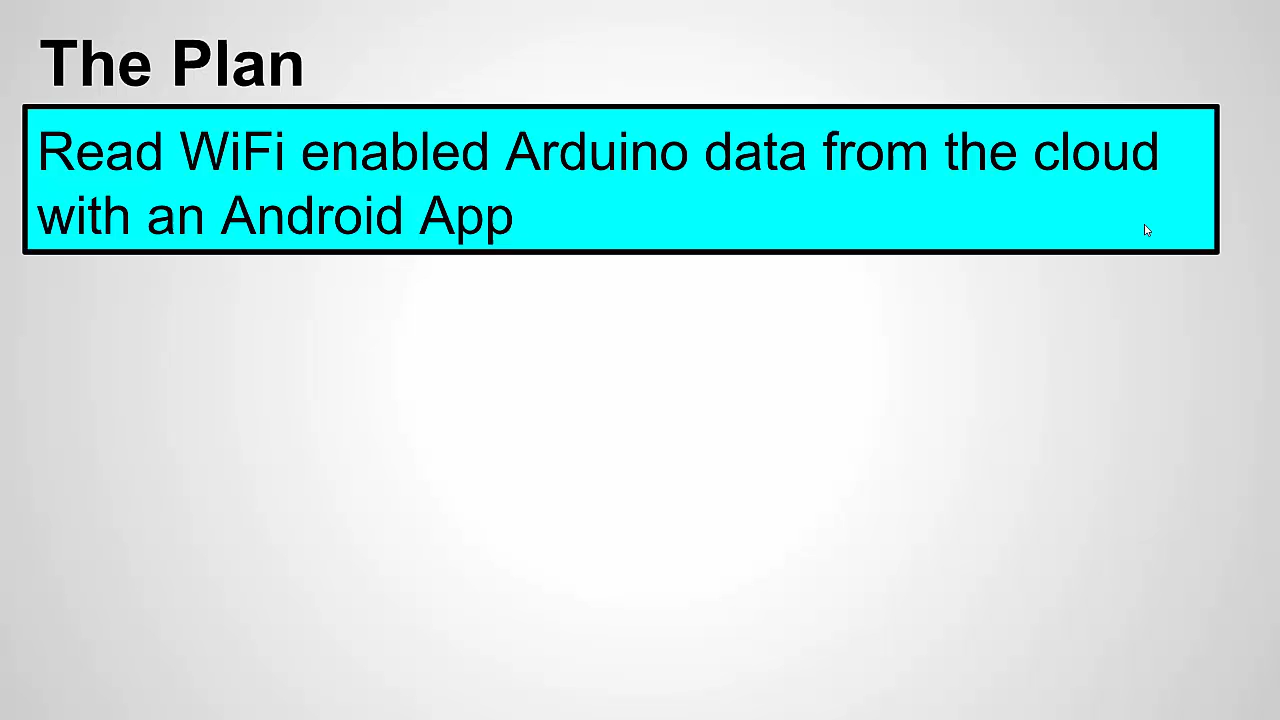 The Plan
Read WiFi enabled Arduino data from the cloud
with an Android App